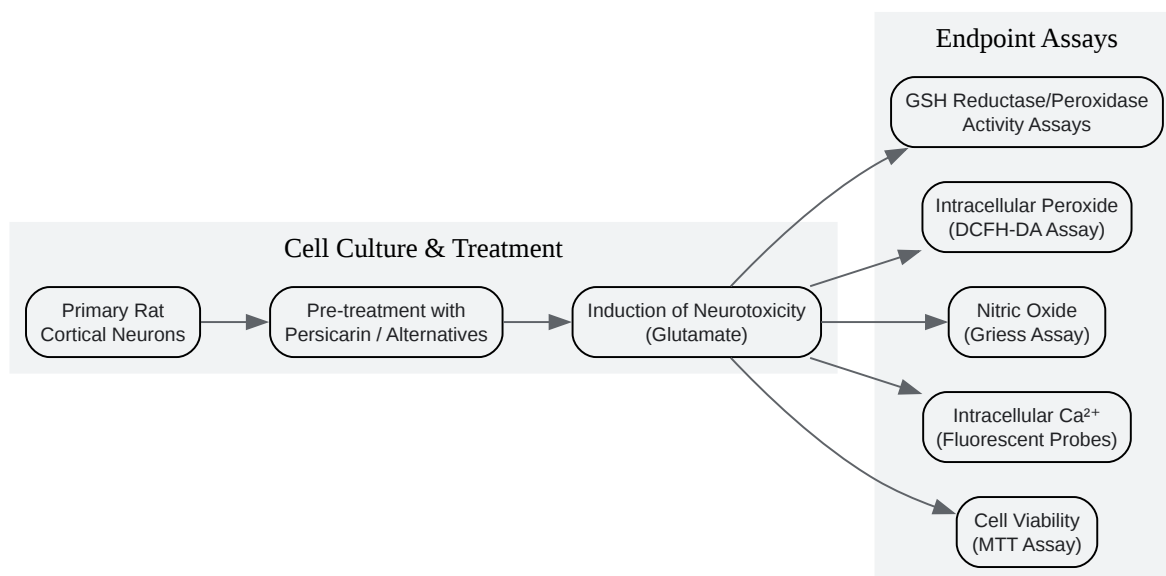 Cell Culture & Treatment
Primary Rat
Cortical Neurons
Pre-treatment with
Persicarin / Alternatives
Induction of Neurotoxicity
(Glutamate)
Endpoint Assays
GSH Reductase/Peroxidase
Activity Assays
Intracellular Peroxide
(DCFH-DA Assay)
Nitric Oxide
(Griess Assay)
Intracellular Ca²⁺
(Fluorescent Probes)
Cell Viability
(MTT Assay)